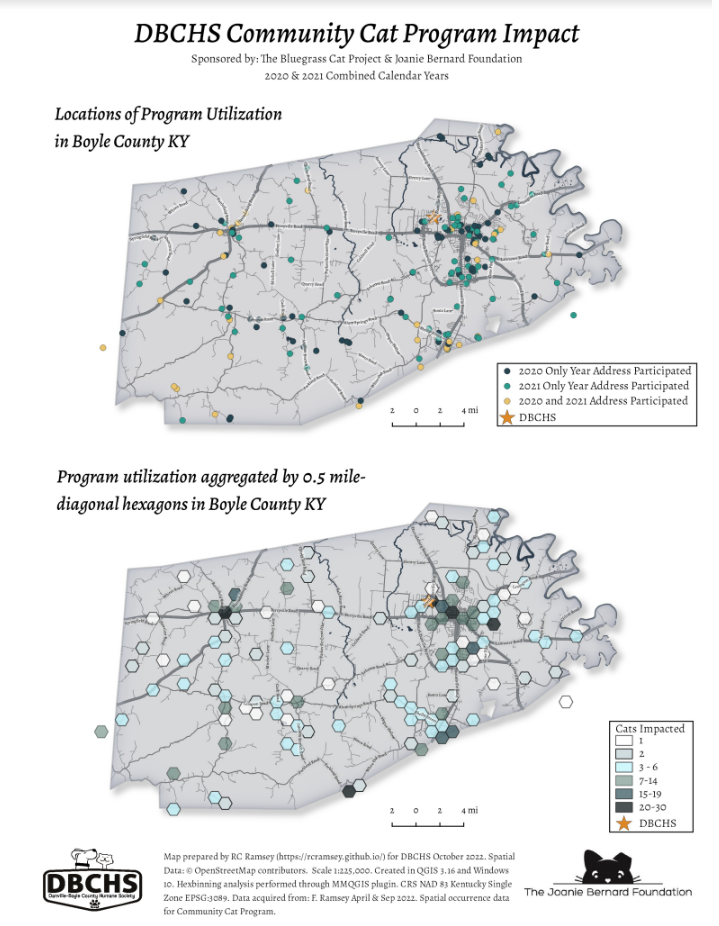 DBCHS Community Cat Program Impact
Sponsored by: The Bluegrass Cat Project & Joanie Bernard Foundation
2020 & 2021 Combined Calendar Years
Locations of Program Utilization
in Boyle County KY
2020 Only Year Address Participated
2021 Only Year Address Participated
2020 and 2021 Address Participated
DBCHS
2 0 2 4 mi
Program utilization aggregated by 0.5 mile-
diagonal hexagons in Boyle County KY
Cats Impacted
1
2
3 - 6
7-14
15-19
20-30
DBCHS
2 0 2 4 mi
DBCHS
Danville-Boyle County Humane Society
Map prepared by RC Ramsey (https://rcramsey.github.io/) for DBCHS October 2022. Spatial
Data: © OpenStreetMap contributors. Scale 1:225,000. Created in QGIS 3.16 and Windows
10. Hexbinning analysis performed through MMQGIS plugin. CRS NAD 83 Kentucky Single
Zone EPSG:3089. Data acquired from: F. Ramsey April & Sep 2022. Spatial occurrence data
for Community Cat Program.
The Joanie Bernard Foundation